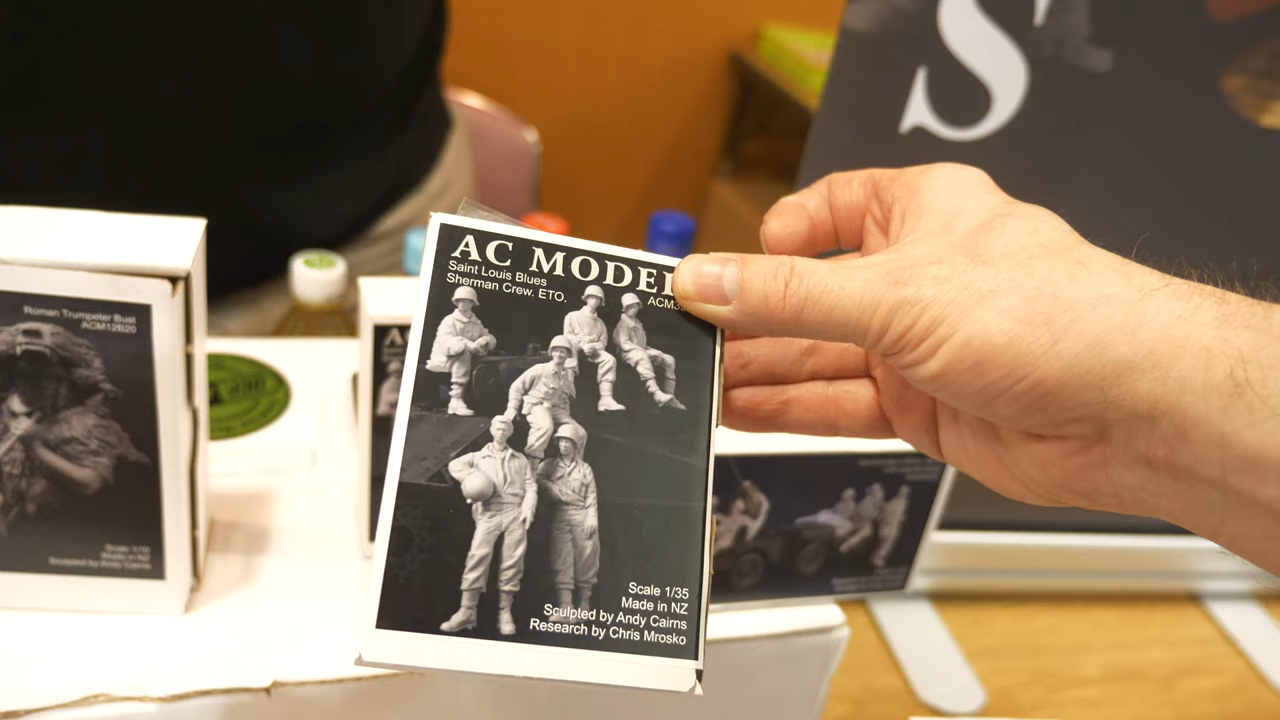 S
AC MODEL
Saint Louis Blues
Sherman Crew. ETO.
ACM3
Scale 1/35
Made in NZ
Sculpted by Andy Cairns
Research by Chris Mrosko
Roman Trumpeter Bust
ACM12B20
Scale 1/10
Made in NZ
Sculpted by Andy Cairns
A